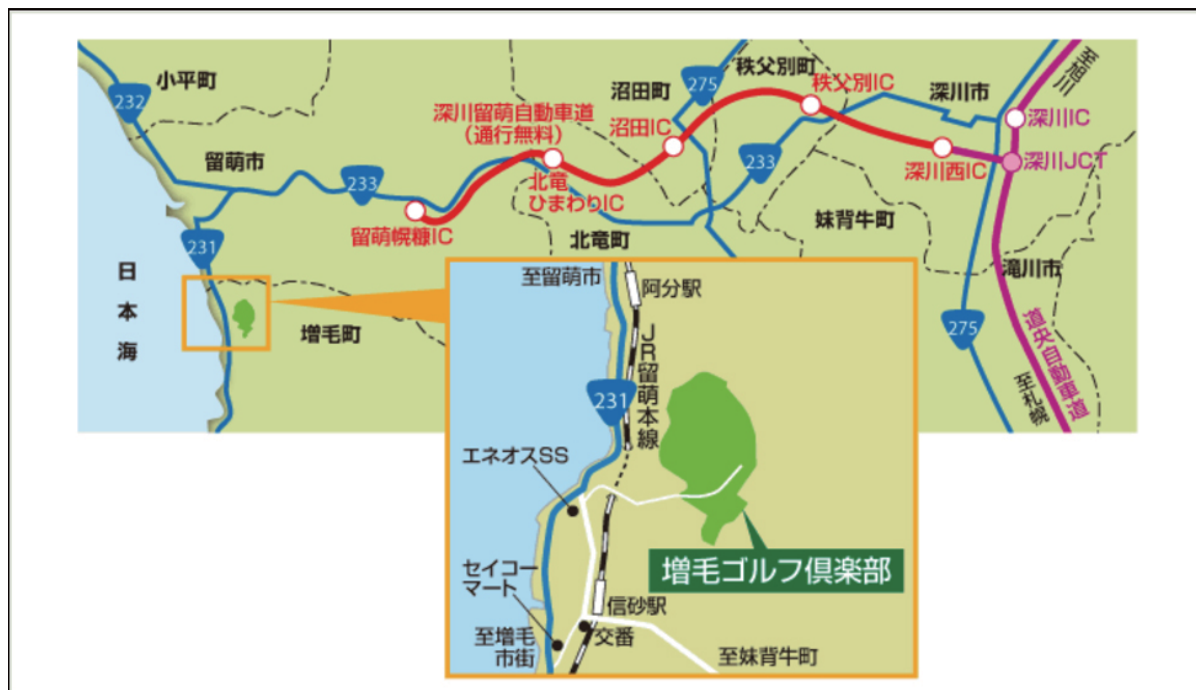 小平町
232
留萌市
233
231
日本海
増毛町
深川留萌自動車道
（通行無料）
留萌幌糠IC
北竜
ひまわりIC
北竜町
沼田町
275
沼田IC
秩父別町
秩父別IC
233
深川市
深川IC
深川西IC
深川JCT
妹背牛町
至旭川
滝川市
275
道央自動車道
至札幌
至留萌市
阿分駅
JR留萌本線
231
エネオスSS
増毛ゴルフ倶楽部
セイコー
マート
信砂駅
交番
至増毛
市街
至妹背牛町